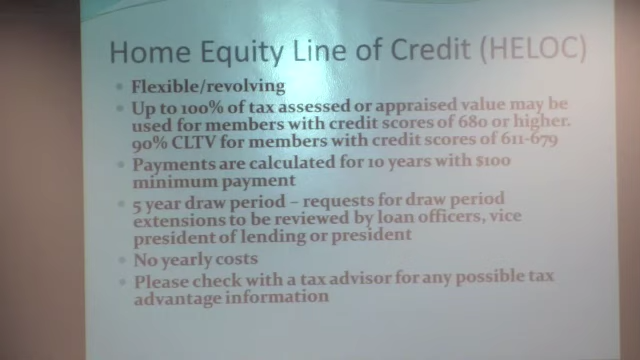 Home Equity Line of Credit (HELOC)
Flexible/revolving
Up to 100% of tax assessed or appraised value may be
used for members with credit scores of 680 or higher.
90% CLTV for members with credit scores of 611-679
Payments are calculated for 10 years with $100
minimum payment
5 year draw period – requests for draw period
extensions to be reviewed by loan officers, vice
president of lending or president
No yearly costs
Please check with a tax advisor for any possible tax
advantage information